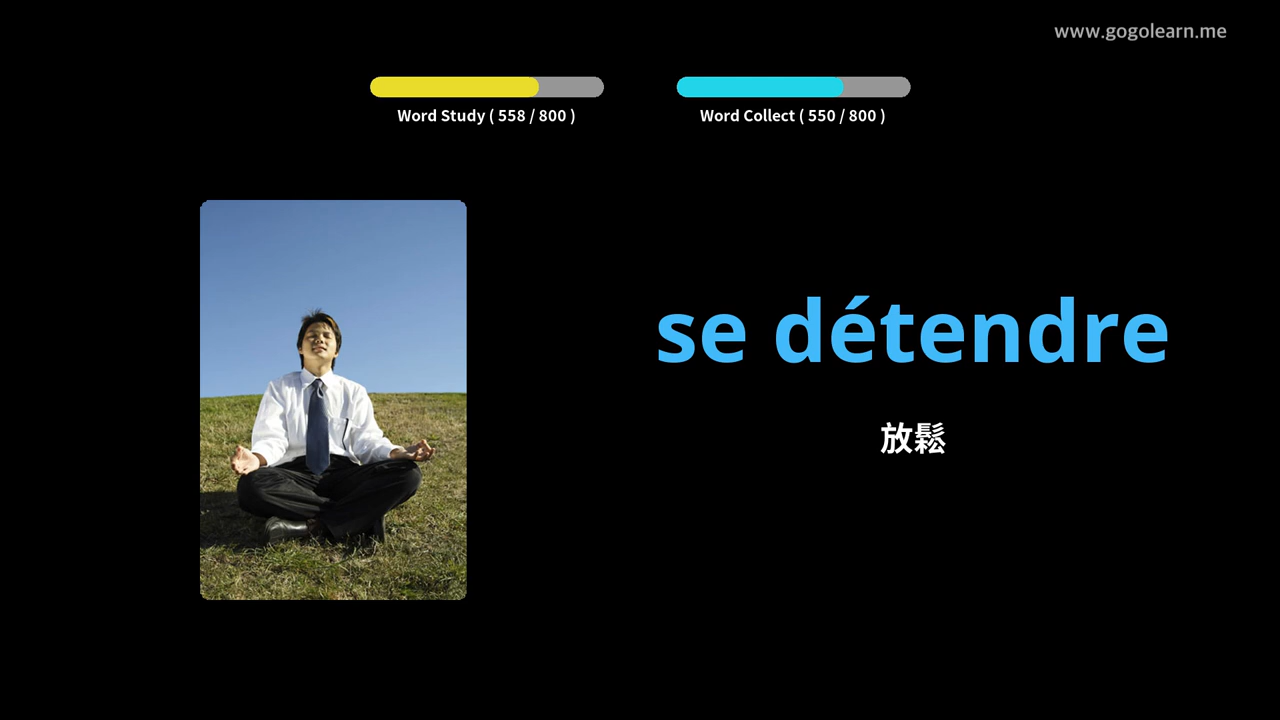 www.gogolearn.me
Word Study ( 558 / 800 )
Word Collect ( 550 / 800 )
se détendre
放鬆